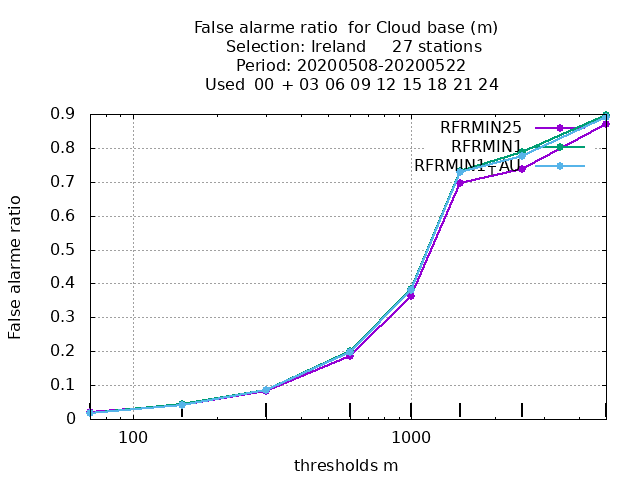 False alarme ratio  for Cloud base (m)
Selection: Ireland     27 stations
Period: 20200508-20200522
Used  00 + 03 06 09 12 15 18 21 24
False alarme ratio
0.9
0.8
0.7
0.6
0.5
0.4
0.3
0.2
0.1
0
RFRMIN25
RFRMIN1
RFRMIN1+AU
100
1000
thresholds m